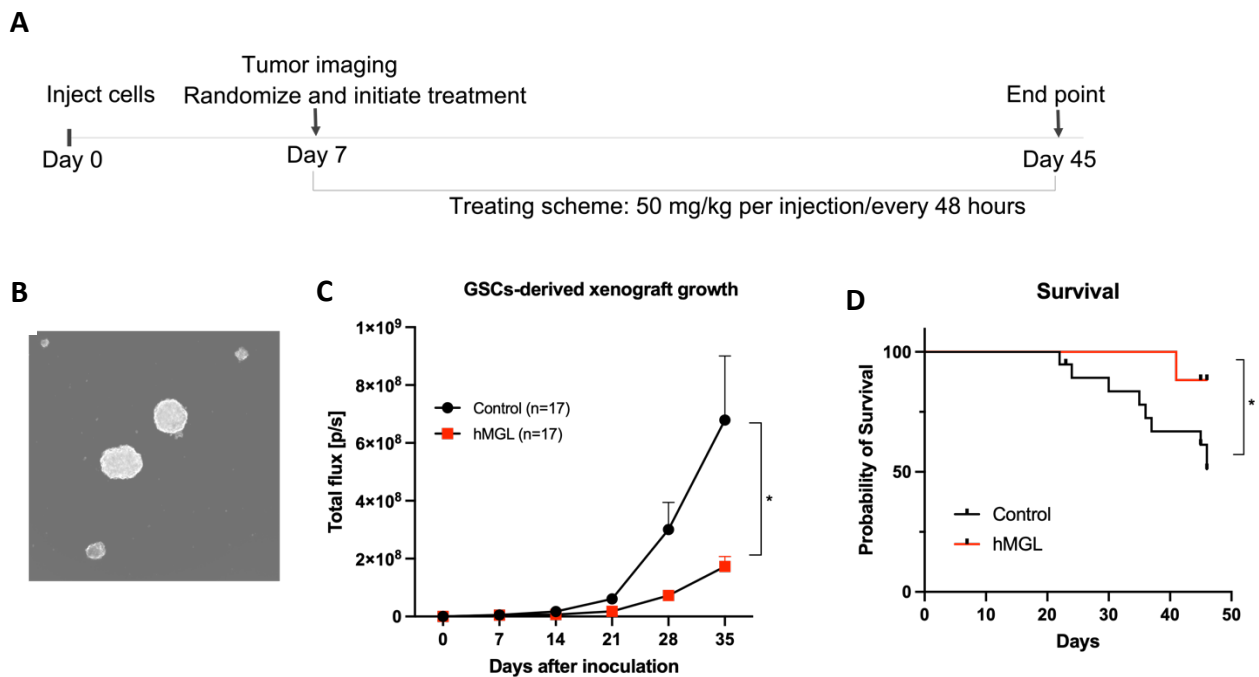 A
Tumor imaging
Inject cells
Randomize and initiate treatment
End point
Day 0
Day 7
Day 45
Treating scheme: 50 mg/kg per injection/every 48 hours
B
C
GSCs-derived xenograft growth
1×10⁹
8×10⁸
6×10⁸
4×10⁸
2×10⁸
0
Total flux [p/s]
Control (n=17)
hMGL (n=17)
*
0 7 14 21 28 35
Days after inoculation
D
Survival
100
50
0
Probability of Survival
Control
hMGL
*
0 10 20 30 40 50
Days